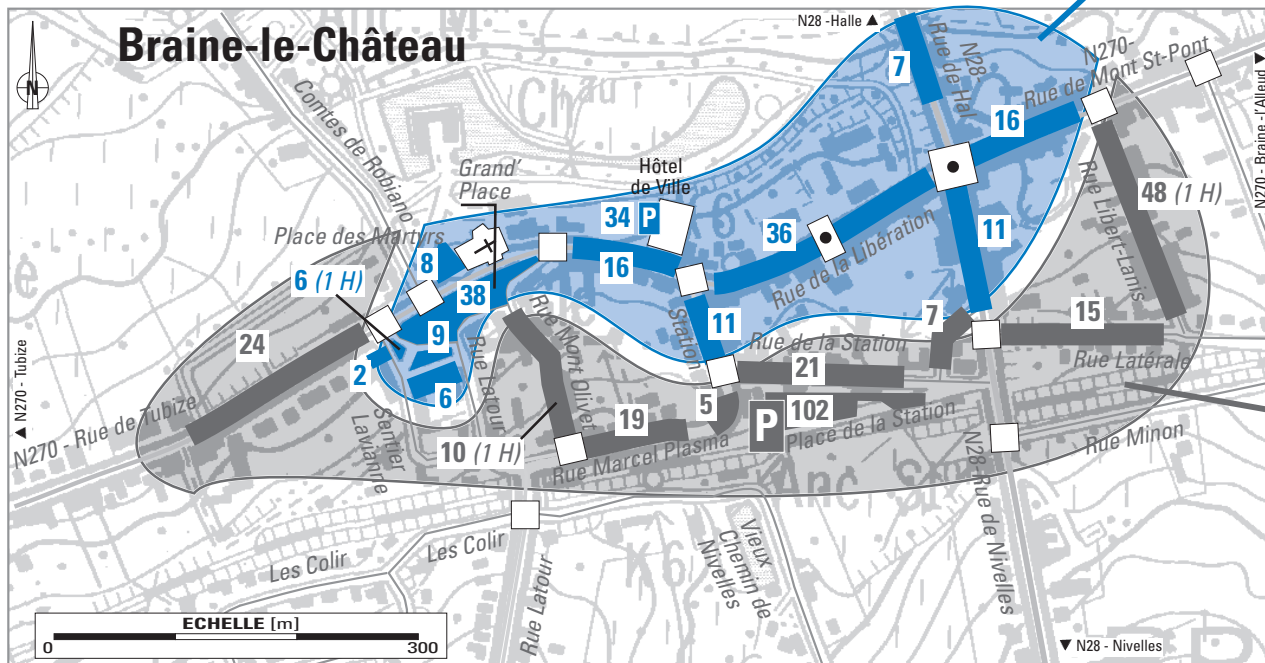 Braine-le-Château
N
N28 -Halle ▲
N28
Rue de Hal
7
N270-
Rue de Mont St-Pont
N270 - Braine -l'Alleud ▼
16
Comtes de Robiano
Chau
Grand'
Place
Hôtel
de Ville
34 P
36
11
48 (1 H)
Rue Libert-Lanis
Place des Martyrs
8
16
Rue de la Libération
6 (1 H)
38
9
2
6
24
▲ N270 - Tubize
N270 - Rue de Tubize
Sentier
Lavianne
Rue Latour
Rue Mont Olivet
10 (1 H)
Station
11
Rue de la Station
7
15
Rue Latérale
21
5
19
102
P
Place de la Station
Rue Marcel Plasma
Anc
Rue Minon
N28-Rue de Nivelles
Les Colir
Les Colir
Rue Latour
Vieux
Chemin de
Nivelles
K6
ECHELLE [m]
0 300
▼ N28 - Nivelles